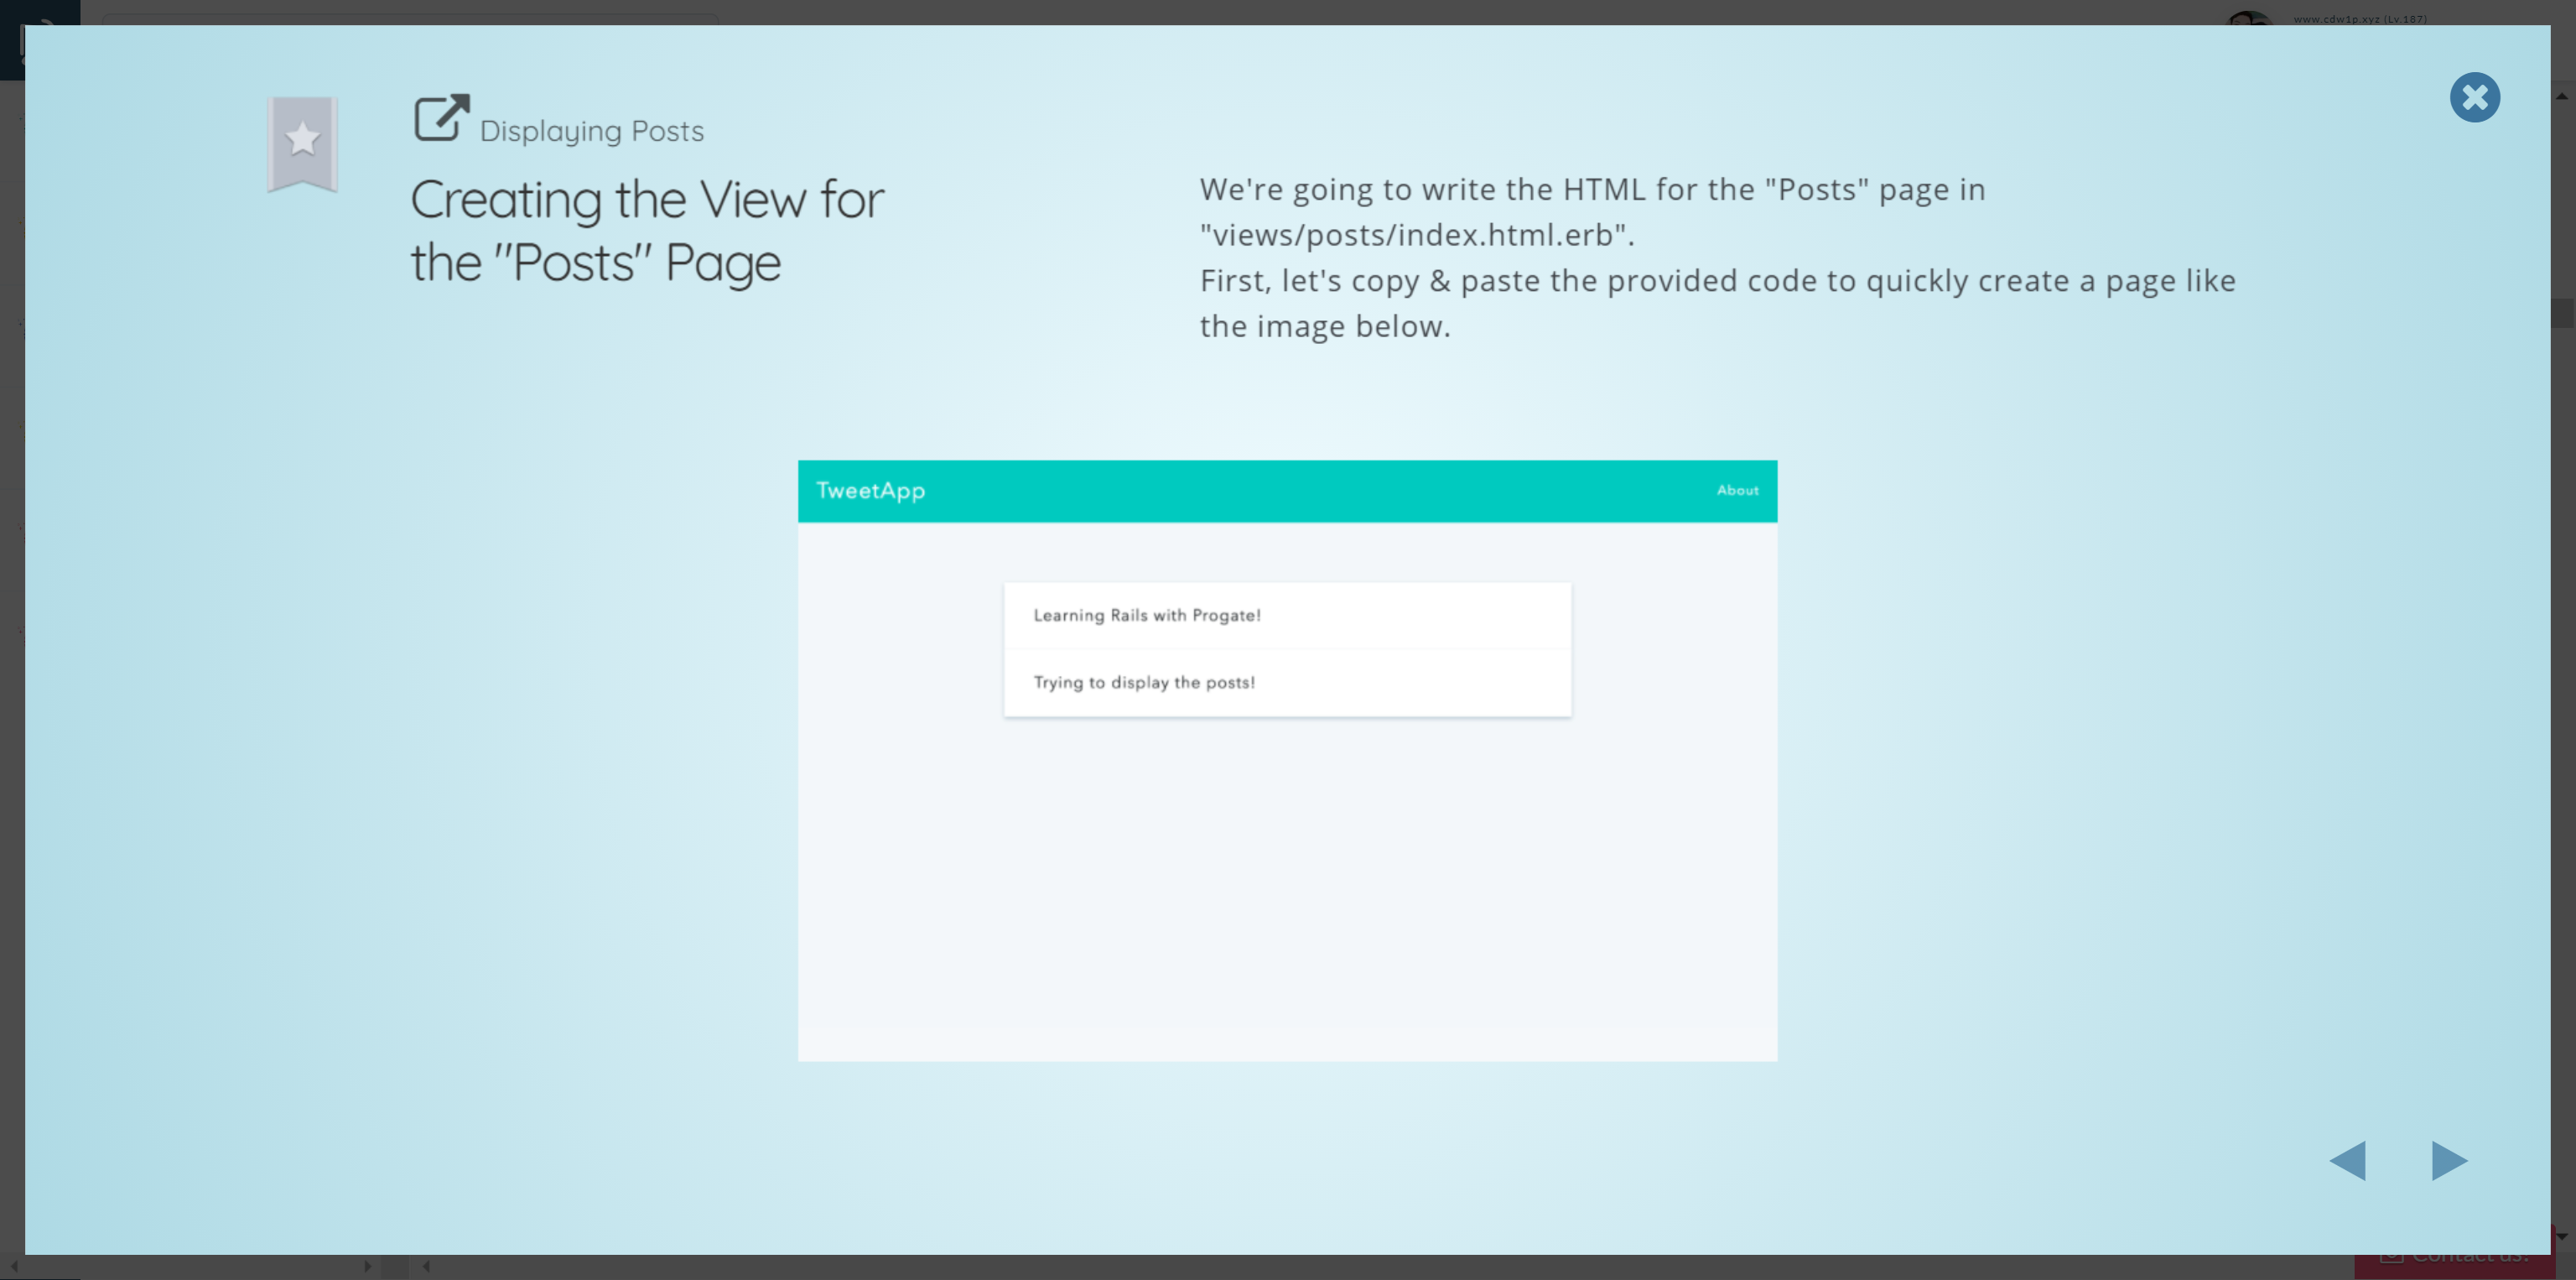 www.cdw1p.xyz (Lv.187)
Displaying Posts
Creating the View for
the "Posts" Page
We're going to write the HTML for the "Posts" page in
"views/posts/index.html.erb".
First, let's copy & paste the provided code to quickly create a page like
the image below.
TweetApp
About
Learning Rails with Progate!
Trying to display the posts!
Contact us!